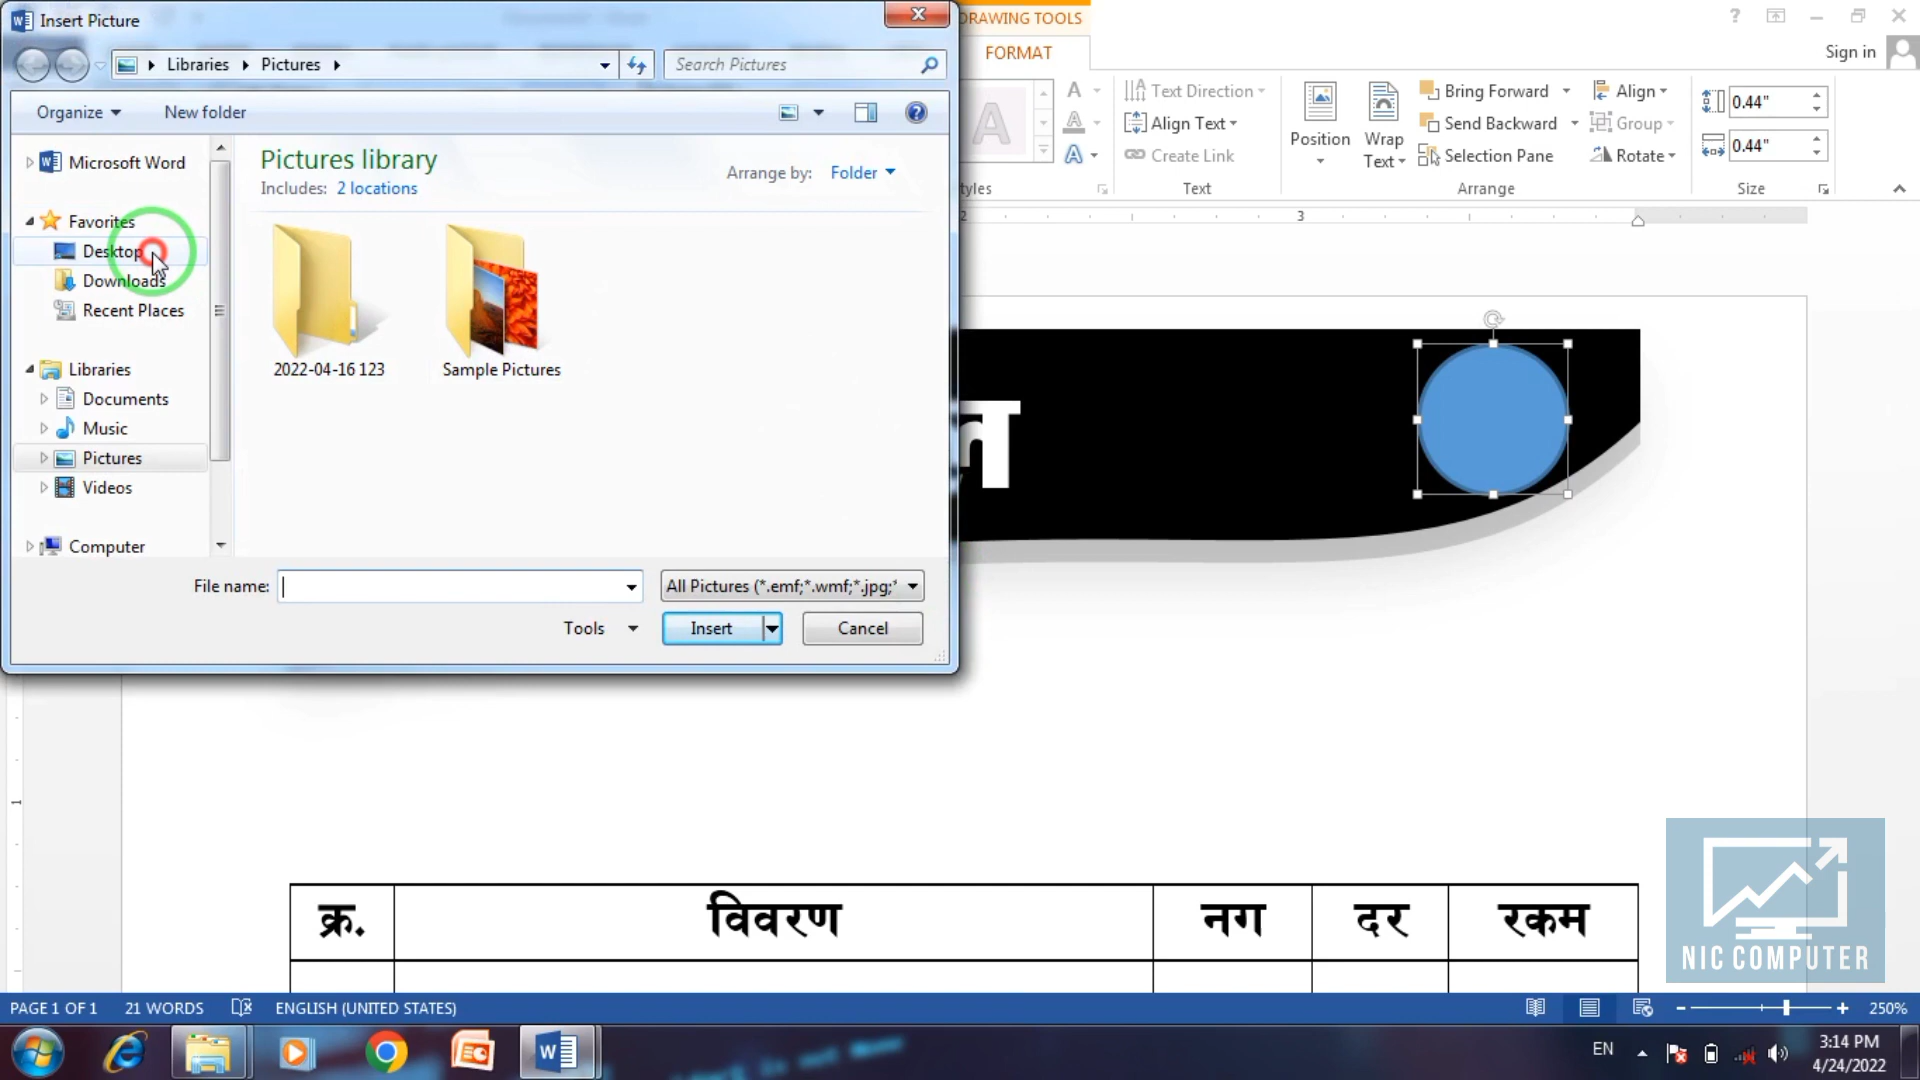 Insert Picture
DRAWING TOOLS
FORMAT
Sign in
Libraries
Pictures
Search Pictures
Organize
New folder
Microsoft Word
Favorites
Desktop
Downloads
Recent Places
Libraries
Documents
Music
Pictures
Videos
Computer
Pictures library
Includes: 2 locations
Arrange by: Folder
2022-04-16 123
Sample Pictures
File name:
All Pictures (*.emf;*.wmf;*.jpg;*
Tools
Insert
Cancel
Text Direction
Align Text
Create Link
Text
Position
Wrap
Text
Bring Forward
Send Backward
Selection Pane
Arrange
Align
Group
Rotate
0.44"
0.44"
Size
2
3
1
क्र.
विवरण
नग
दर
रकम
NIC COMPUTER
PAGE 1 OF 1
21 WORDS
ENGLISH (UNITED STATES)
250%
EN
3:14 PM
4/24/2022